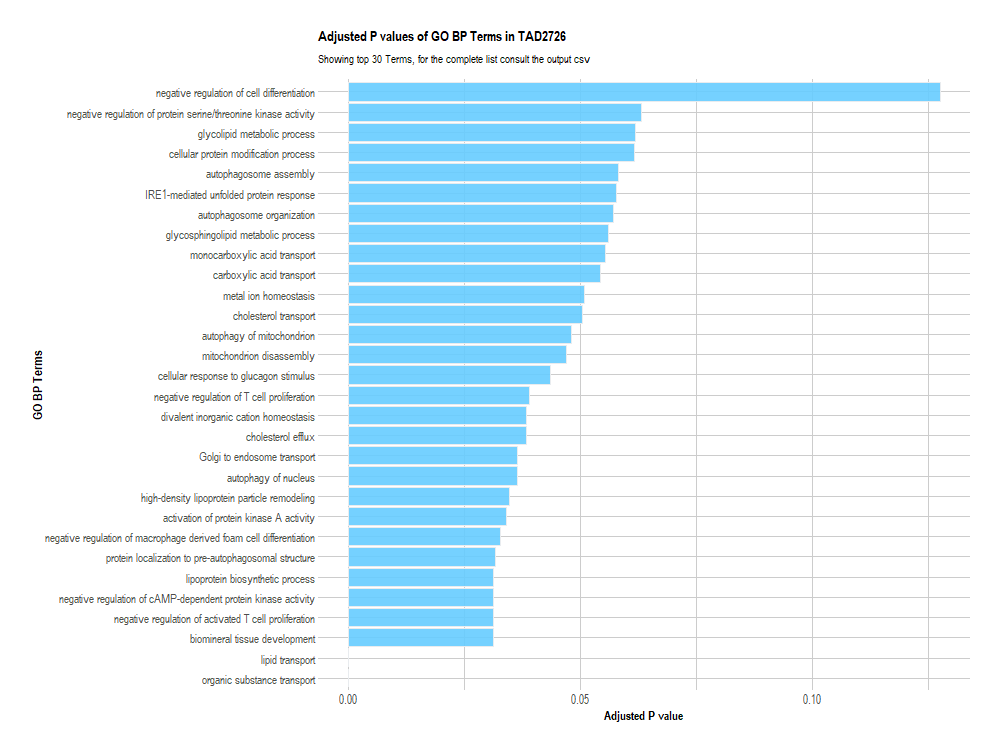 Adjusted P values of GO BP Terms in TAD2726
Showing top 30 Terms, for the complete list consult the output csv
negative regulation of cell differentiation
negative regulation of protein serine/threonine kinase activity
glycolipid metabolic process
cellular protein modification process
autophagosome assembly
IRE1-mediated unfolded protein response
autophagosome organization
glycosphingolipid metabolic process
monocarboxylic acid transport
carboxylic acid transport
metal ion homeostasis
cholesterol transport
autophagy of mitochondrion
mitochondrion disassembly
cellular response to glucagon stimulus
negative regulation of T cell proliferation
divalent inorganic cation homeostasis
cholesterol efflux
Golgi to endosome transport
autophagy of nucleus
high-density lipoprotein particle remodeling
activation of protein kinase A activity
negative regulation of macrophage derived foam cell differentiation
protein localization to pre-autophagosomal structure
lipoprotein biosynthetic process
negative regulation of cAMP-dependent protein kinase activity
negative regulation of activated T cell proliferation
biomineral tissue development
lipid transport
organic substance transport
GO BP Terms
0.00 0.05 0.10
Adjusted P value